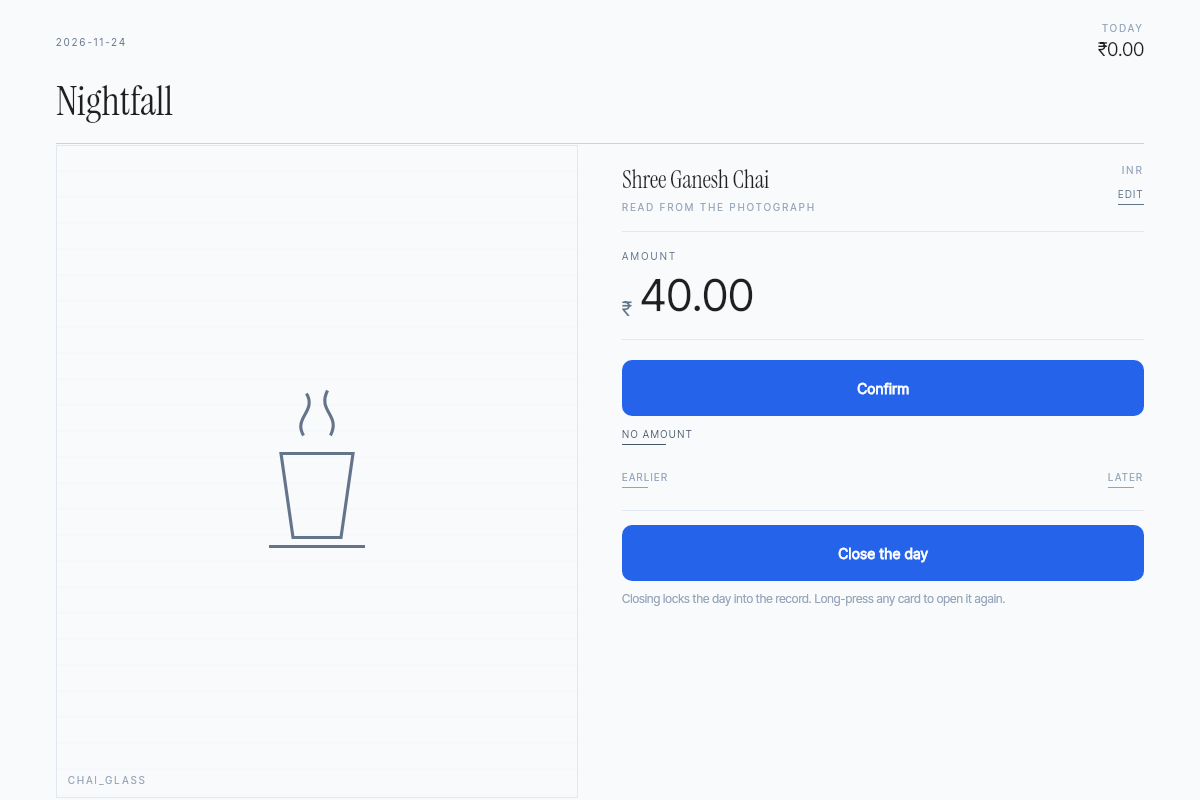 2026-11-24
TODAY
₹0.00
Nightfall
CHAI_GLASS
Shree Ganesh Chai
READ FROM THE PHOTOGRAPH
INR
EDIT
AMOUNT
₹ 40.00
Confirm
NO AMOUNT
EARLIER
LATER
Close the day
Closing locks the day into the record. Long-press any card to open it again.